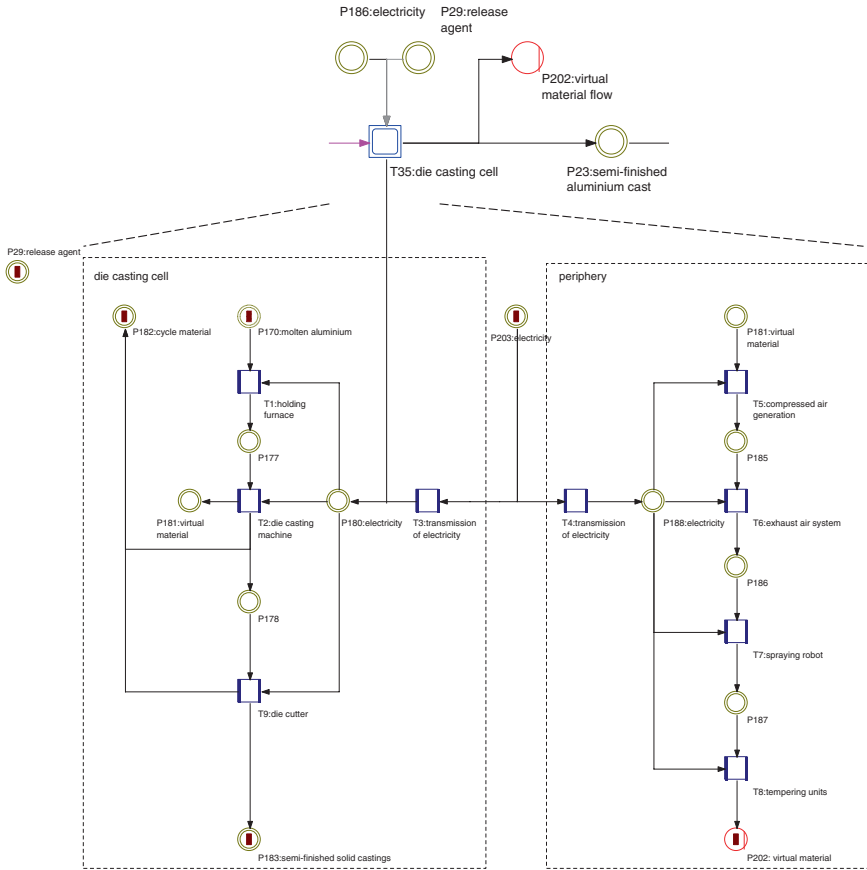 P186:electricity
P29:release
agent
P202:virtual
material flow
T35:die casting cell
P23:semi-finished
aluminium cast
P29:release agent
die casting cell
periphery
P182:cycle material
P170:molten aluminium
P203:electricity
P181:virtual
material
T1:holding
furnace
T5:compressed air
generation
P177
P185
P181:virtual
material
T2:die casting
machine
P180:electricity
T3:transmission
of electricity
T4:transmission
of electricity
P188:electricity
T6:exhaust air system
P186
P178
T7:spraying robot
T9:die cutter
P187
T8:tempering units
P183:semi-finished solid castings
P202: virtual material